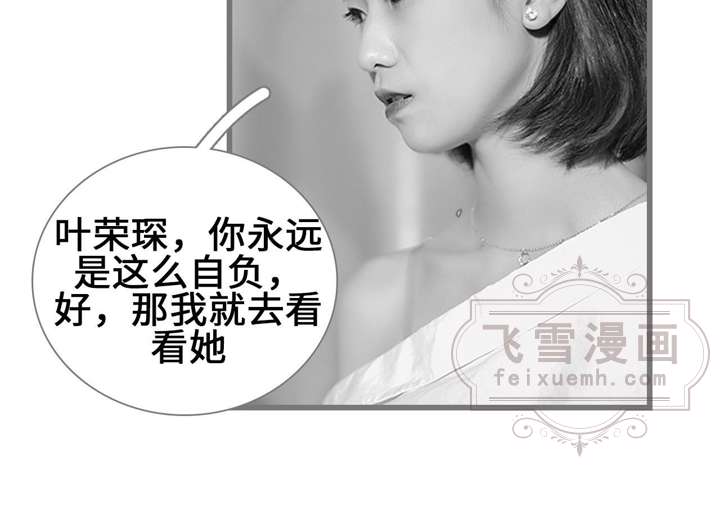 叶荣琛，你永远
是这么自负，
好，那我就去看
看她
飞雪漫画
feixuemh.com